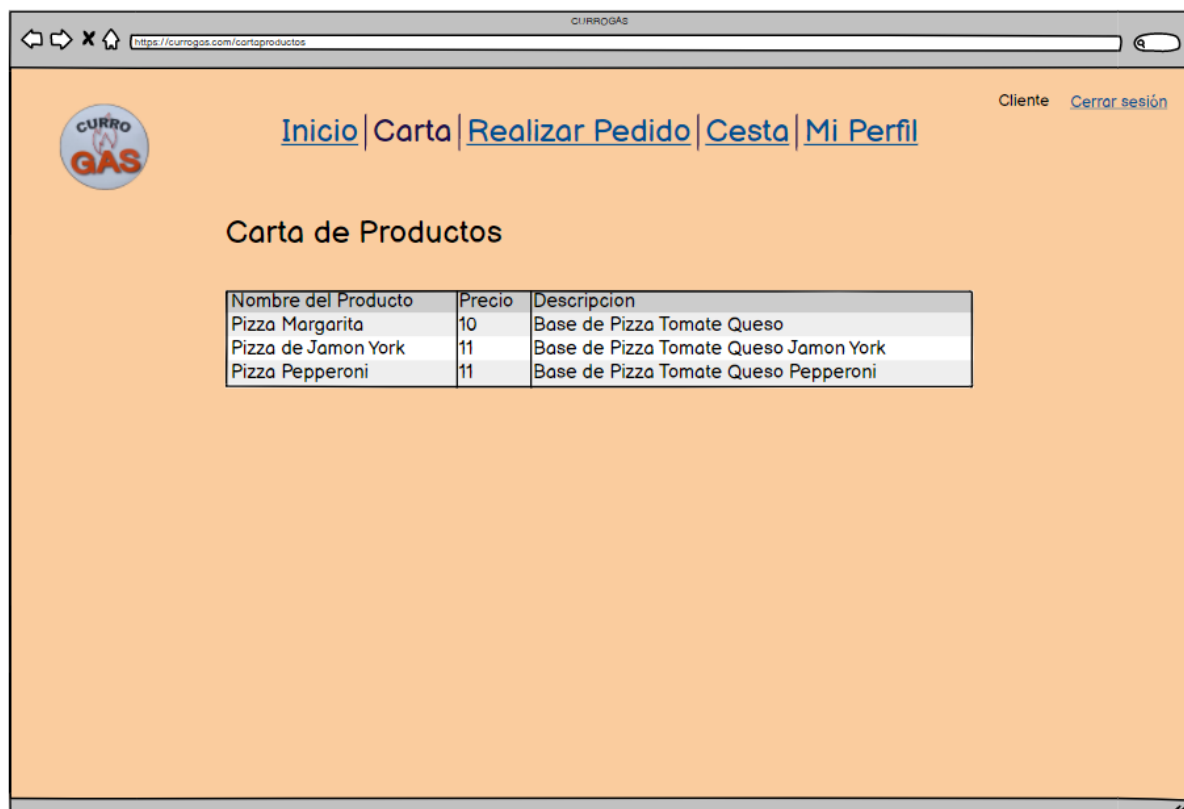 CURROGAS
https://currogas.com/cartaproductos
Cliente Cerrar sesión
CURRO
GAS
Inicio|Carta|Realizar Pedido|Cesta|Mi Perfil
Carta de Productos
Nombre del Producto Precio Descripcion
Pizza Margarita 10 Base de Pizza Tomate Queso
Pizza de Jamon York 11 Base de Pizza Tomate Queso Jamon York
Pizza Pepperoni 11 Base de Pizza Tomate Queso Pepperoni